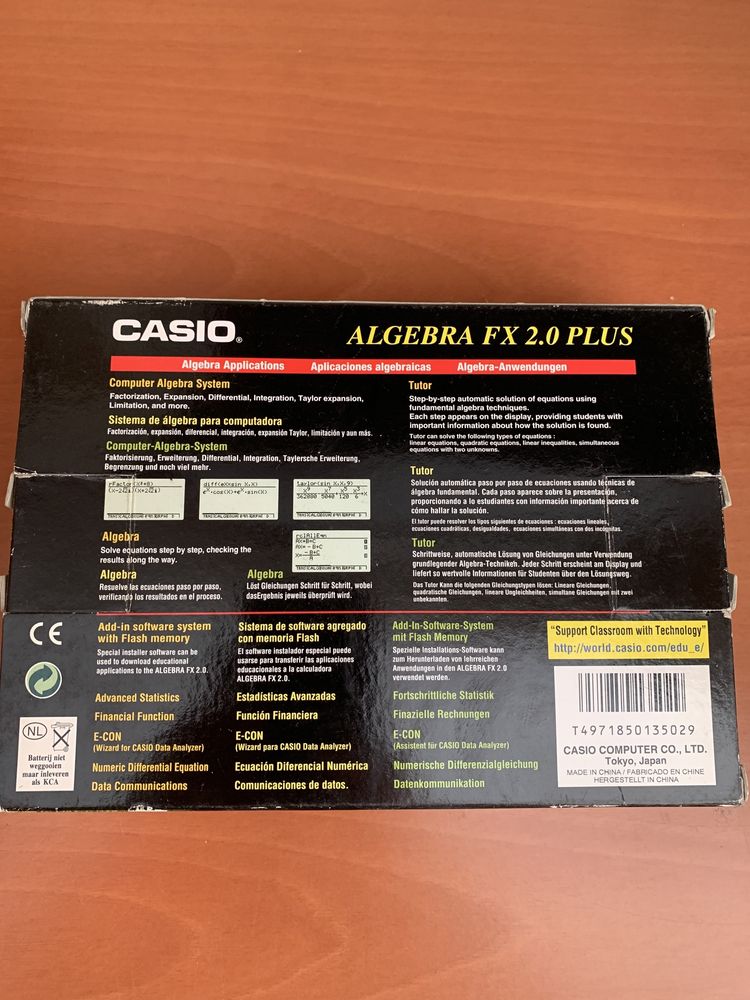 CASIO®
ALGEBRA FX 2.0 PLUS
Algebra Applications
Aplicaciones algebraicas
Algebra-Anwendungen
Computer Algebra System
Factorization, Expansion, Differential, Integration, Taylor expansion,
Limitation, and more.
Sistema de álgebra para computadora
Factorización, expansión, diferencial, integración, expansión Taylor, limitación y aun más.
Computer-Algebra-System
Faktorisierung, Erweiterung, Differential, Integration, Taylersche Erweiterung,
Begrenzung und noch viel mehr.
Tutor
Step-by-step automatic solution of equations using
fundamental algebra techniques.
Each step appears on the display, providing students with
important information about how the solution is found.
Tutor can solve the following types of equations :
linear equations, quadratic equations, linear inequalities, simultaneous
equations with two unknowns.
diff(eX×sin X,X)
taylor(sin X,X,9)
Tutor
Solución automática paso por paso de ecuaciones usando técnicas de
álgebra fundamental. Cada paso aparece sobre la presentación,
proporcionando a lo estudiantes con información importante acerca de
cómo hallar la solución.
El tutor puede resolver los tipos siguientes de ecuaciones : ecuaciones lineales,
ecuaciones cuadráticas, desigualdades, ecuaciones simultáneas con dos incógnitas.
Algebra
Solve equations step by step, checking the
results along the way.
Algebra
Resuelve las ecuaciones paso por paso,
verificando los resultados en el proceso.
Algebra
Löst Gleichungen Schritt für Schritt, wobei
dasErgebnis jeweils überprüft wird.
rclAllEqn
Tutor
Schrittweise, automatische Lösung von Gleichungen unter Verwendung
grundlegender Algebra-Techniken. Jeder Schritt erscheint am Display und
liefert so wertvolle Informationen für Studenten über den Lösungsweg.
Das Tutor Kann die folgenden Gleichungstypen lösen: Lineare Gleichungen,
quadratische Gleichungen, lineare Ungleichheiten, simultane Gleichungen mit zwei
unbekannten.
CE
Add-in software system
with Flash memory
Special installer software can be
used to download educational
applications to the ALGEBRA FX 2.0.
Advanced Statistics
Financial Function
E-CON
(Wizard for CASIO Data Analyzer)
Numeric Differential Equation
Data Communications
Sistema de software agregado
con memoria Flash
El software instalador especial puede
usarse para transferir las aplicaciones
educacionales a la calculadora
ALGEBRA FX 2.0.
Estadísticas Avanzadas
Función Financiera
E-CON
(Wizard para CASIO Data Analyzer)
Ecuación Diferencial Numérica
Comunicaciones de datos.
Add-In-Software-System
mit Flash Memory
Spezielle Installations-Software kann
zum Herunterladen von lehrreichen
Anwendungen in den ALGEBRA FX 2.0
verwendet werden.
Fortschrittliche Statistik
Finazielle Rechnungen
E-CON
(Assistent für CASIO Data Analyzer)
Numerische Differenzialgleichung
Datenkommunikation
NL
Batterij niet
weggooien
maar inleveren
als KCA
"Support Classroom with Technology"
http://world.casio.com/edu_e/
T4971850135029
CASIO COMPUTER CO., LTD.
Tokyo, Japan
MADE IN CHINA / FABRICADO EN CHINE
HERGESTELLT IN CHINA